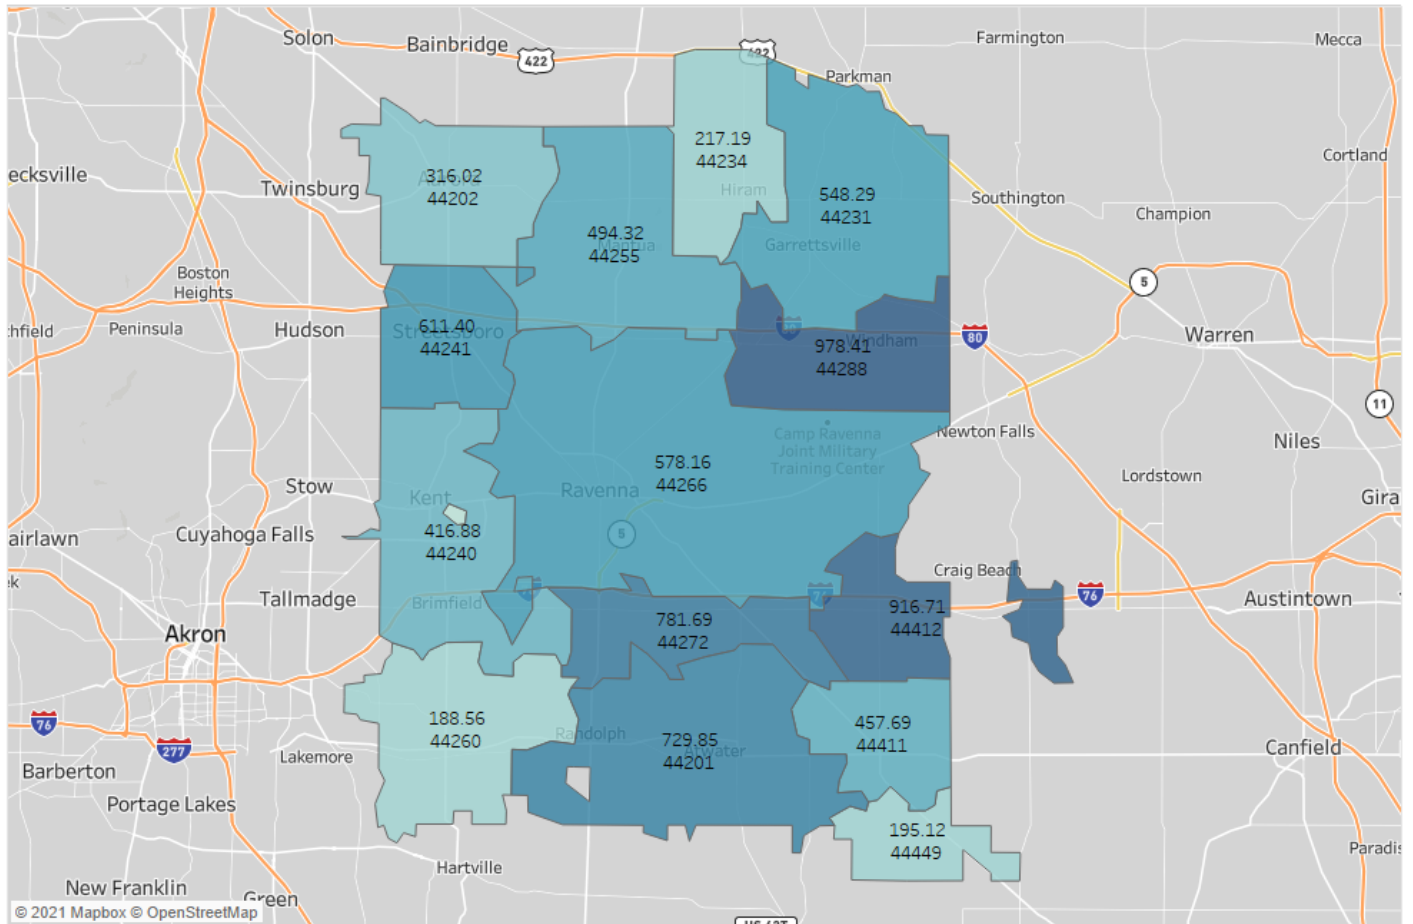 Solon
Bainbridge
422
422
Farmington
Mecca
Parkman
217.19
44234
Hiram
Cortland
ecksville
Twinsburg
316.02
44202
548.29
44231
Southington
Champion
494.32
44255
Mantua
Garrettsville
Boston
Heights
5
chfield
Peninsula
Hudson
Streetsboro
611.40
44241
80
978.41
44288
Windham
80
Warren
11
Camp Ravenna
Joint Military
Training Center
Newton Falls
Niles
578.16
44266
Lordstown
Stow
Kent
Ravenna
Gira
airlawn
Cuyahoga Falls
416.88
44240
5
Craig Beach
76
Tallmadge
Brimfield
781.69
44272
916.71
44412
Austintown
Akron
188.56
44260
Randolph
729.85
44201
Atwater
457.69
44411
76
277
Lakemore
Canfield
Barberton
Portage Lakes
195.12
44449
Paradis
Hartville
New Franklin
Green
© 2021 Mapbox © OpenStreetMap